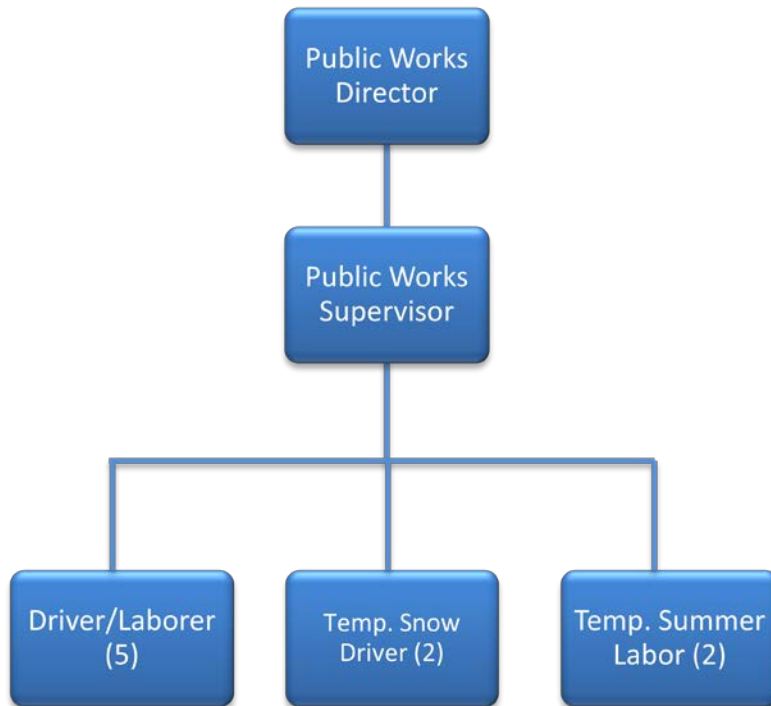 Public Works
Director
Public Works
Supervisor
Driver/Laborer
(5)
Temp. Snow
Driver (2)
Temp. Summer
Labor (2)